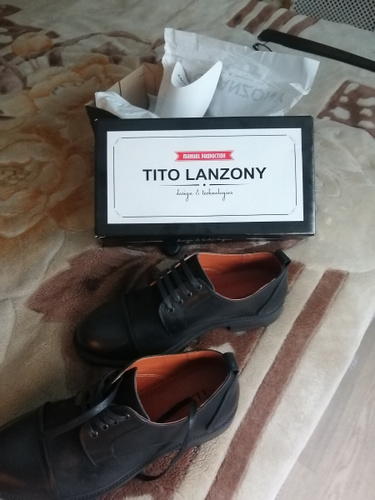 MANUAL PRODUCTION
TITO LANZONY
design & technologies